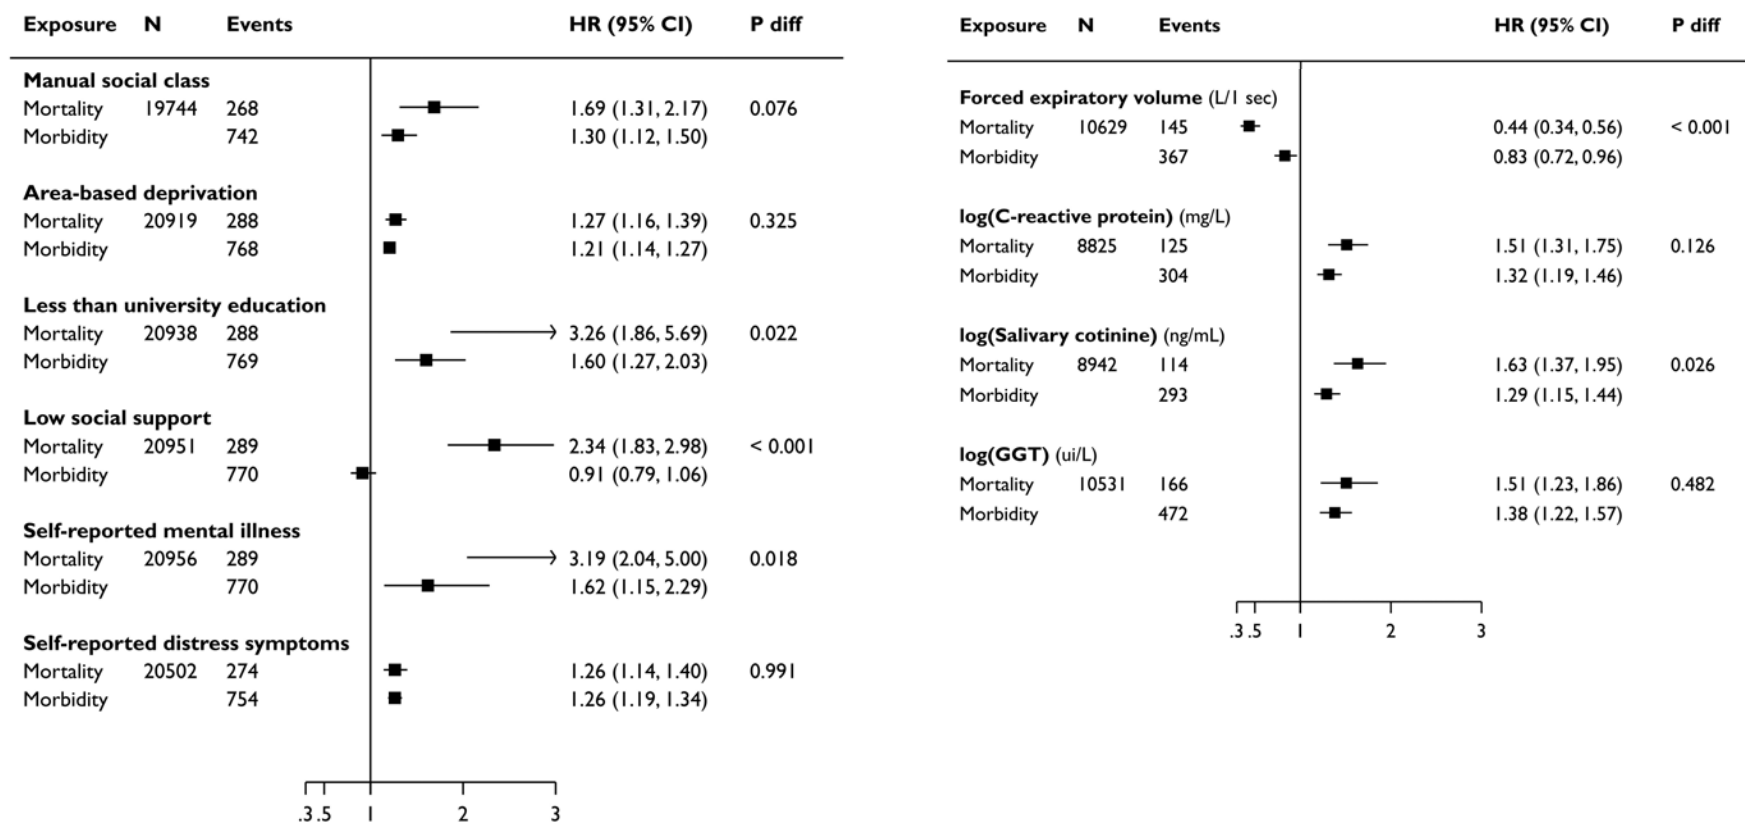 Exposure N Events HR (95% CI) P diff
Manual social class
Mortality 19744 268 1.69 (1.31, 2.17) 0.076
Morbidity 742 1.30 (1.12, 1.50)
Area-based deprivation
Mortality 20919 288 1.27 (1.16, 1.39) 0.325
Morbidity 768 1.21 (1.14, 1.27)
Less than university education
Mortality 20938 288 3.26 (1.86, 5.69) 0.022
Morbidity 769 1.60 (1.27, 2.03)
Low social support
Mortality 20951 289 2.34 (1.83, 2.98) < 0.001
Morbidity 770 0.91 (0.79, 1.06)
Self-reported mental illness
Mortality 20956 289 3.19 (2.04, 5.00) 0.018
Morbidity 770 1.62 (1.15, 2.29)
Self-reported distress symptoms
Mortality 20502 274 1.26 (1.14, 1.40) 0.991
Morbidity 754 1.26 (1.19, 1.34)
.3 .5 1 2 3
Exposure N Events HR (95% CI) P diff
Forced expiratory volume (L/1 sec)
Mortality 10629 145 0.44 (0.34, 0.56) < 0.001
Morbidity 367 0.83 (0.72, 0.96)
log(C-reactive protein) (mg/L)
Mortality 8825 125 1.51 (1.31, 1.75) 0.126
Morbidity 304 1.32 (1.19, 1.46)
log(Salivary cotinine) (ng/mL)
Mortality 8942 114 1.63 (1.37, 1.95) 0.026
Morbidity 293 1.29 (1.15, 1.44)
log(GGT) (ui/L)
Mortality 10531 166 1.51 (1.23, 1.86) 0.482
Morbidity 472 1.38 (1.22, 1.57)
.3 .5 1 2 3